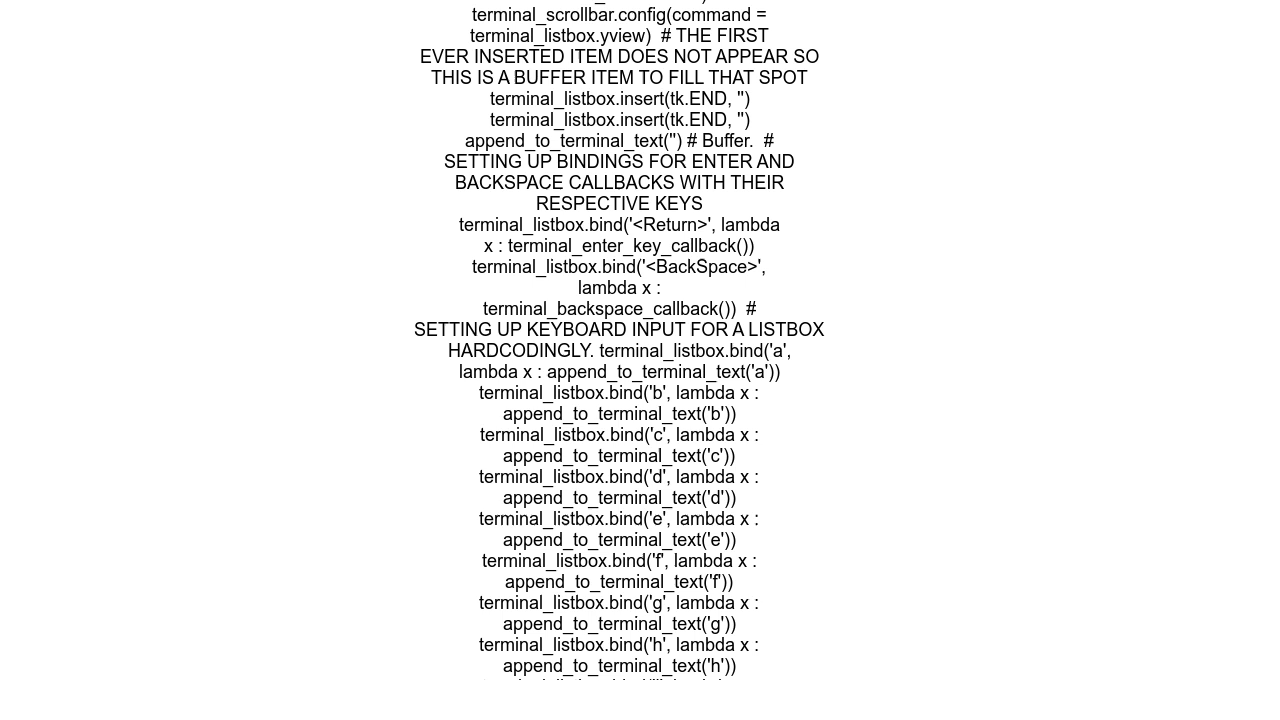 terminal_scrollbar.config(command =
terminal_listbox.yview)  # THE FIRST
EVER INSERTED ITEM DOES NOT APPEAR SO
THIS IS A BUFFER ITEM TO FILL THAT SPOT
terminal_listbox.insert(tk.END, '')
terminal_listbox.insert(tk.END, '')
append_to_terminal_text('') # Buffer.  #
SETTING UP BINDINGS FOR ENTER AND
BACKSPACE CALLBACKS WITH THEIR
RESPECTIVE KEYS
terminal_listbox.bind('<Return>', lambda
x : terminal_enter_key_callback())
terminal_listbox.bind('<BackSpace>',
lambda x :
terminal_backspace_callback())  #
SETTING UP KEYBOARD INPUT FOR A LISTBOX
HARDCODINGLY. terminal_listbox.bind('a',
lambda x : append_to_terminal_text('a'))
terminal_listbox.bind('b', lambda x :
append_to_terminal_text('b'))
terminal_listbox.bind('c', lambda x :
append_to_terminal_text('c'))
terminal_listbox.bind('d', lambda x :
append_to_terminal_text('d'))
terminal_listbox.bind('e', lambda x :
append_to_terminal_text('e'))
terminal_listbox.bind('f', lambda x :
append_to_terminal_text('f'))
terminal_listbox.bind('g', lambda x :
append_to_terminal_text('g'))
terminal_listbox.bind('h', lambda x :
append_to_terminal_text('h'))